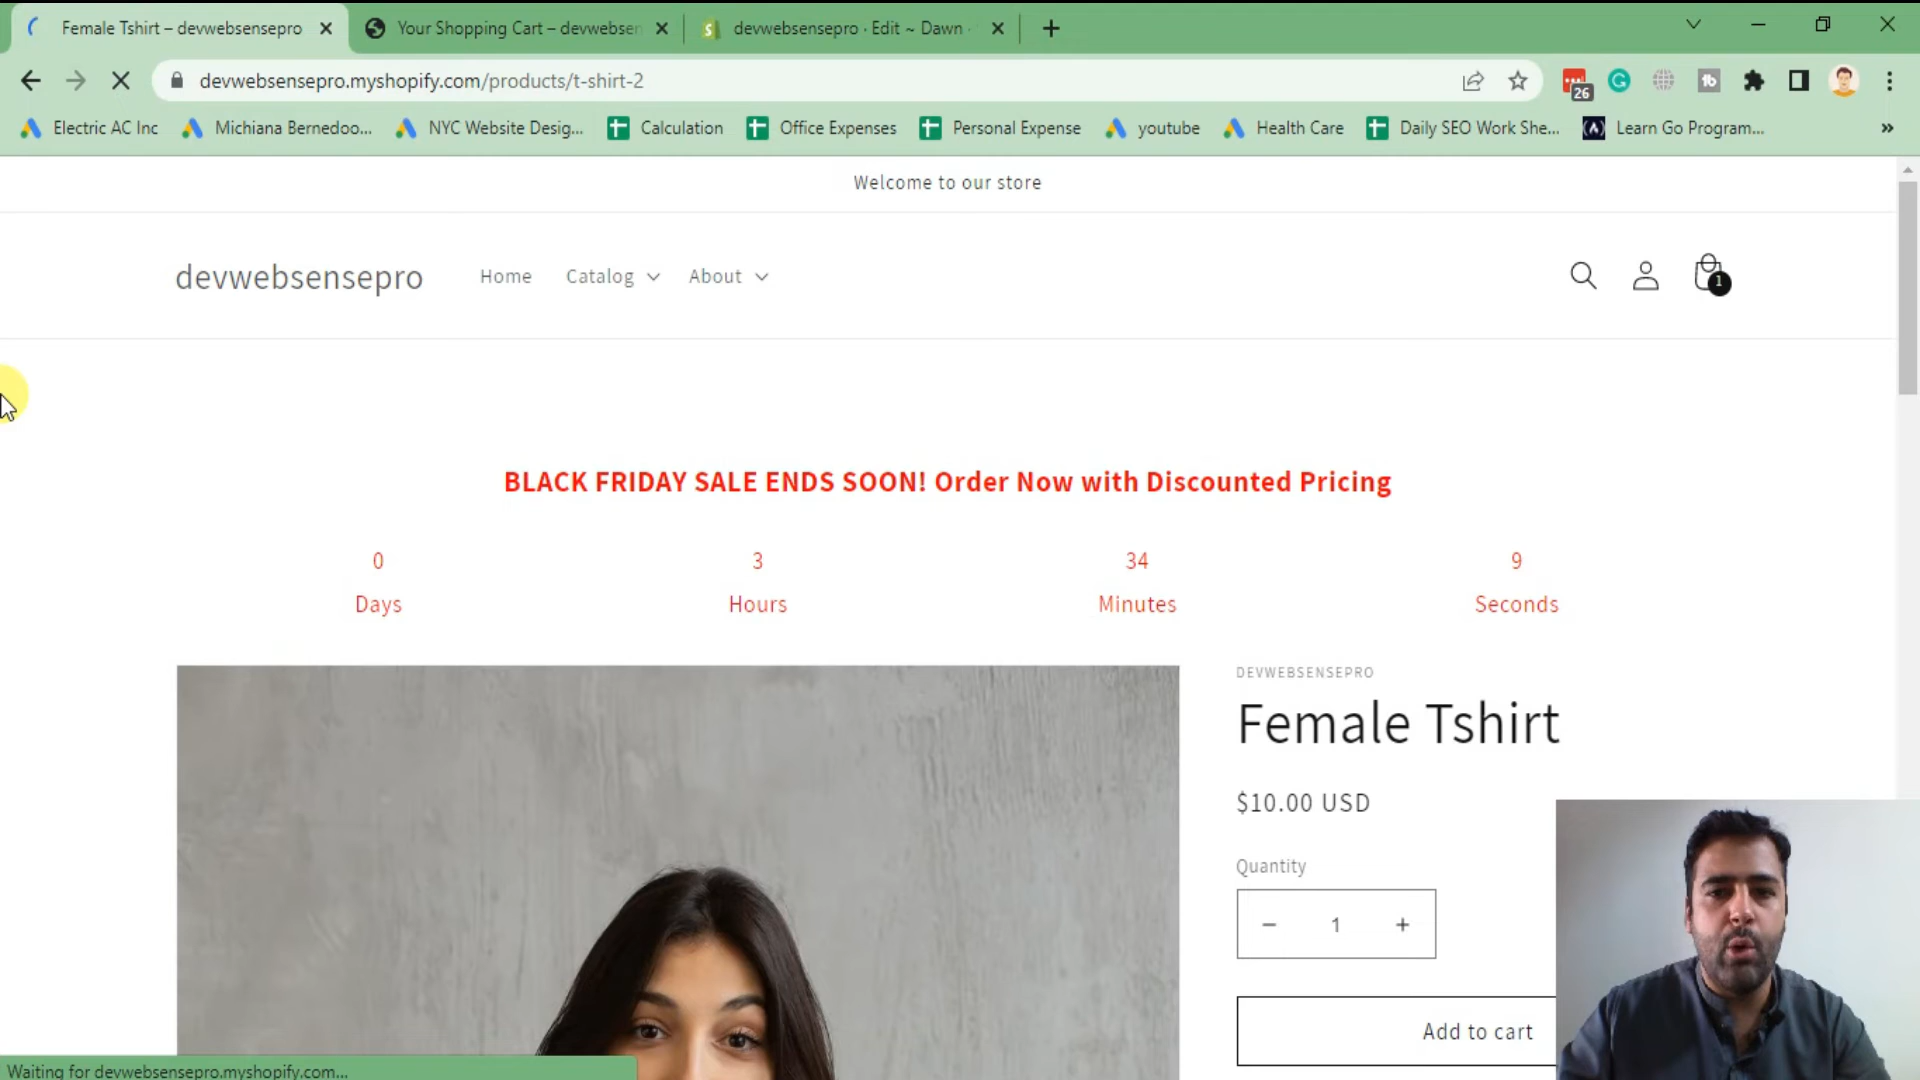 Female Tshirt – devwebsensepro
Your Shopping Cart – devwebsen
devwebsensepro · Edit ~ Dawn ·
devwebsensepro.myshopify.com/products/t-shirt-2
26
Electric AC Inc
Michiana Bernedoo...
NYC Website Desig...
Calculation
Office Expenses
Personal Expense
youtube
Health Care
Daily SEO Work She...
Learn Go Program...
Welcome to our store
devwebsensepro
Home
Catalog
About
1
BLACK FRIDAY SALE ENDS SOON! Order Now with Discounted Pricing
0
3
34
9
Days
Hours
Minutes
Seconds
DEVWEBSENSEPRO
Female Tshirt
$10.00 USD
Quantity
− 1 +
Add to cart
Waiting for devwebsensepro.myshopify.com...